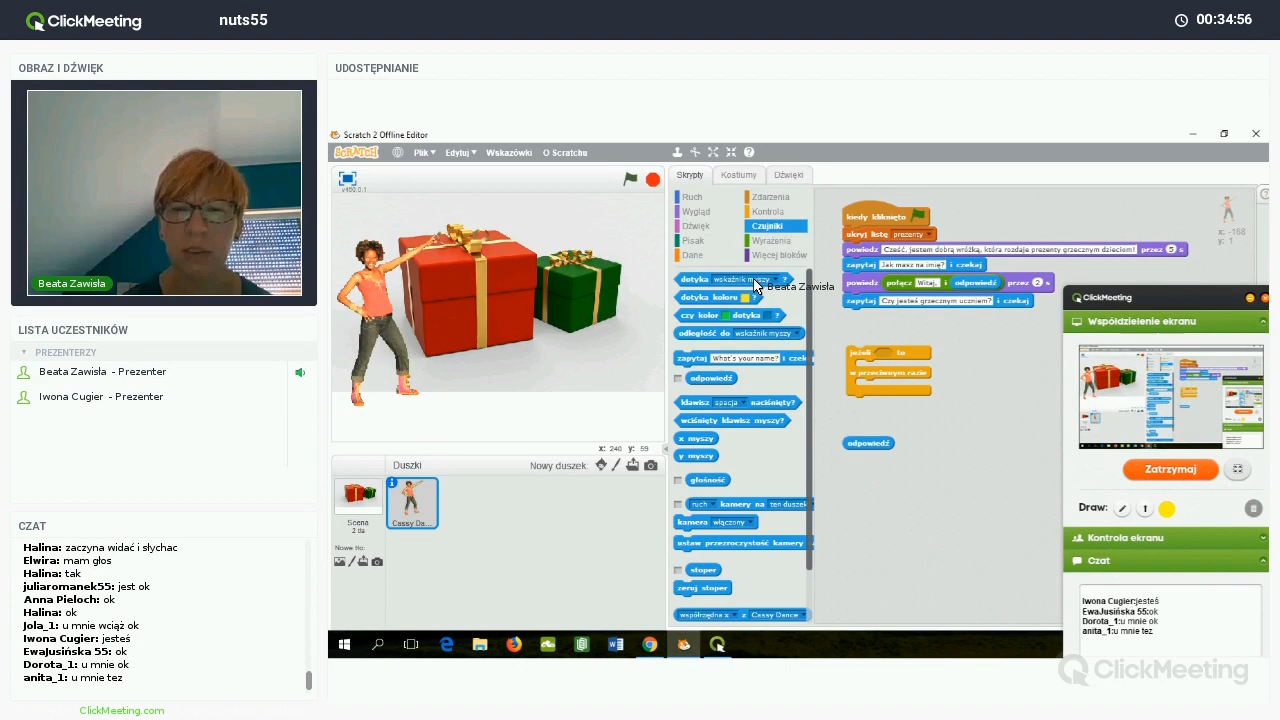 ClickMeeting
nuts55
00:34:56
OBRAZ I DŹWIĘK
Beata Zawisła
LISTA UCZESTNIKÓW
PREZENTERZY
Beata Zawisła - Prezenter
Iwona Cugier - Prezenter
CZAT
Halina: zaczyna widać i słychac
Elwira: mam głos
Halina: tak
juliaromanek55: jest ok
Anna Pieloch: ok
Halina: ok
Jola_1: u mnie wciąż ok
Iwona Cugier: jesteś
EwaJusińska 55: ok
Dorota_1: u mnie ok
anita_1: u mnie tez
ClickMeeting.com
UDOSTĘPNIANIE
Scratch 2 Offline Editor
SCRATCH
Plik
Edytuj
Wskazówki
O Scratchu
v460.0.1
x: 240 y: 59
Duszki
Nowy duszek:
Scena
2 tła
Cassy Da...
Nowe tło:
Skrypty
Kostiumy
Dźwięki
Ruch
Zdarzenia
Wygląd
Kontrola
Dźwięk
Czujniki
Pisak
Wyrażenia
Dane
Więcej bloków
dotyka wskaźnik myszy ?
Beata Zawisła
dotyka koloru ?
czy kolor dotyka ?
odległość do wskaźnik myszy
zapytaj What's your name? i czek
odpowiedź
klawisz spacja naciśnięty?
wciśnięty klawisz myszy?
x myszy
y myszy
głośność
ruch kamery na ten duszek
kamera włączony
ustaw przezroczystość kamery
stoper
zeruj stoper
współrzędna x z Cassy Dance
kiedy kliknięto
ukryj listę prezenty
powiedz Cześć, jestem dobrą wróżką, która rozdaje prezenty grzecznym dzieciom! przez 5 s
zapytaj Jak masz na imię? i czekaj
powiedz połącz Witaj, i odpowiedź przez 2 s
zapytaj Czy jesteś grzecznym uczniem? i czekaj
jeżeli to
w przeciwnym razie
odpowiedź
x: -168
y: 1
ClickMeeting
Współdzielenie ekranu
Zatrzymaj
Draw:
Kontrola ekranu
Czat
Iwona Cugier:jesteś
EwaJusińska 55:ok
Dorota_1:u mnie ok
anita_1:u mnie tez
ClickMeeting